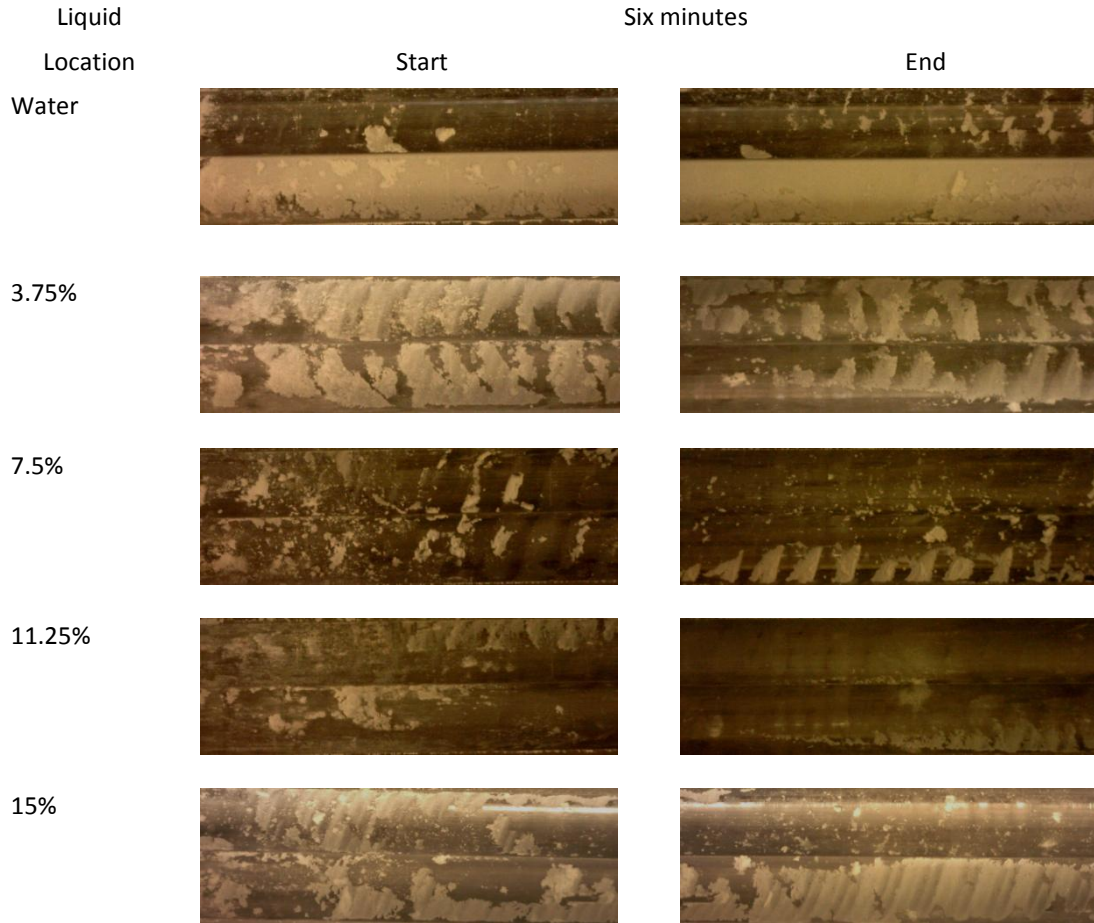 Liquid Six minutes
Location Start End
Water
3.75%
7.5%
11.25%
15%